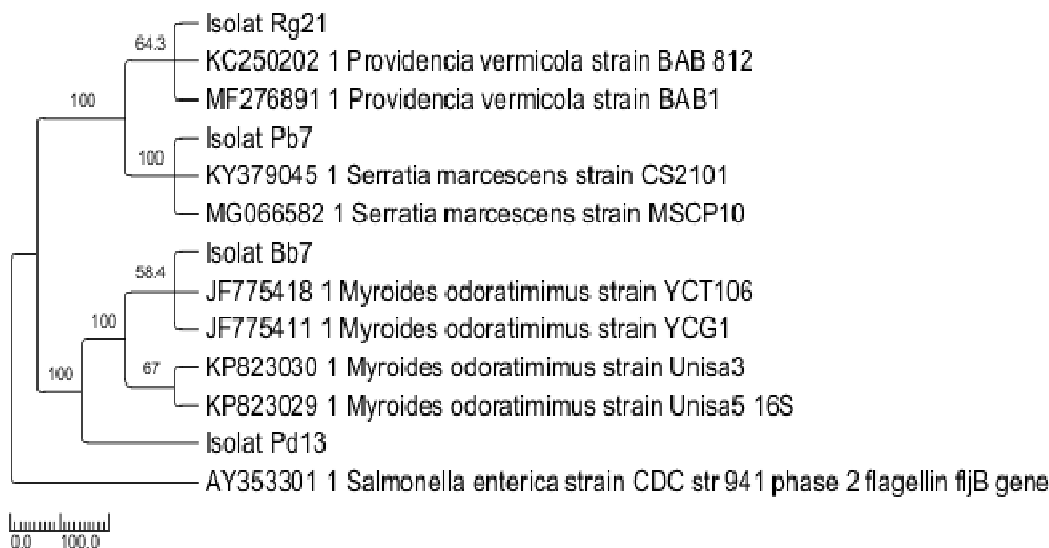 Isolat Rg21
64.3
KC250202 1 Providencia vermicola strain BAB 812
100
MF276891 1 Providencia vermicola strain BAB1
Isolat Pb7
100
KY379045 1 Serratia marcescens strain CS2101
MG066582 1 Serratia marcescens strain MSCP10
Isolat Bb7
58.4
JF775418 1 Myroides odoratimimus strain YCT106
100
JF775411 1 Myroides odoratimimus strain YCG1
67
KP823030 1 Myroides odoratimimus strain Unisa3
100
KP823029 1 Myroides odoratimimus strain Unisa5 16S
Isolat Pd13
AY353301 1 Salmonella enterica strain CDC str 941 phase 2 flagellin fljB gene
0.0 100.0